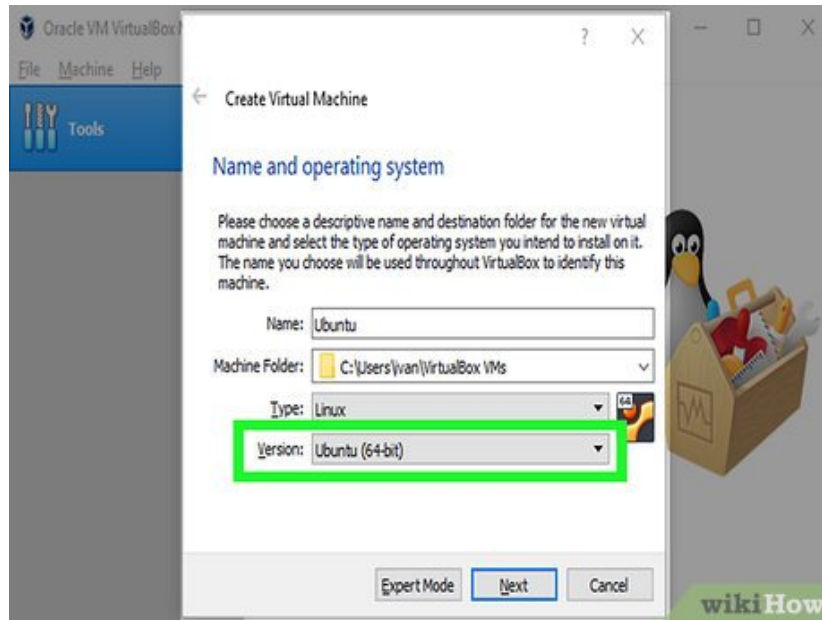 Oracle VM VirtualBox
File Machine Help
Tools
? X
Create Virtual Machine
Name and operating system
Please choose a descriptive name and destination folder for the new virtual
machine and select the type of operating system you intend to install on it.
The name you choose will be used throughout VirtualBox to identify this
machine.
Name: Ubuntu
Machine Folder: C:\Users\ivan\VirtualBox VMs
Type: Linux
64
Version: Ubuntu (64-bit)
Expert Mode Next Cancel
wikiHow